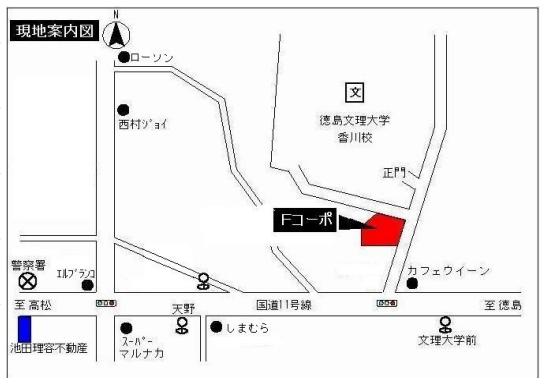 現地案内図
N
ローソン
西村ジョイ
文
徳島文理大学
香川校
正門
Fコーポ
警察署
エルブランコ
カフェウイーン
至高松
天野
国道11号線
至徳島
池田理容不動産
スーパー
マルナカ
しまむら
文理大学前